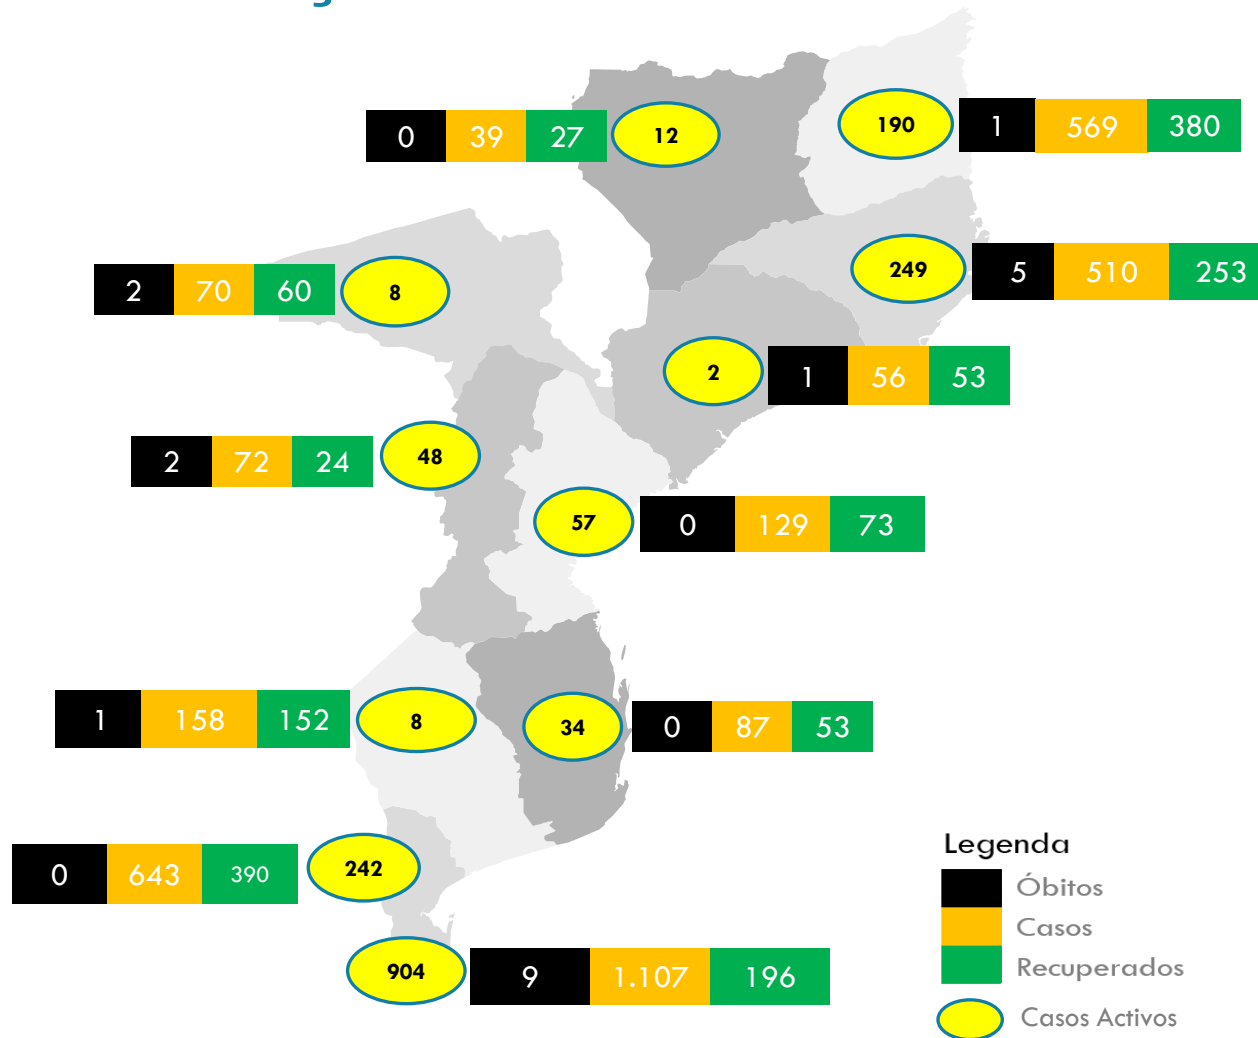 0 39 27 12
190 1 569 380
2 70 60 8
249 5 510 253
2 1 56 53
2 72 24 48
57 0 129 73
1 158 152 8
34 0 87 53
0 643 390 242
904 9 1.107 196
Legenda
Óbitos
Casos
Recuperados
Casos Activos